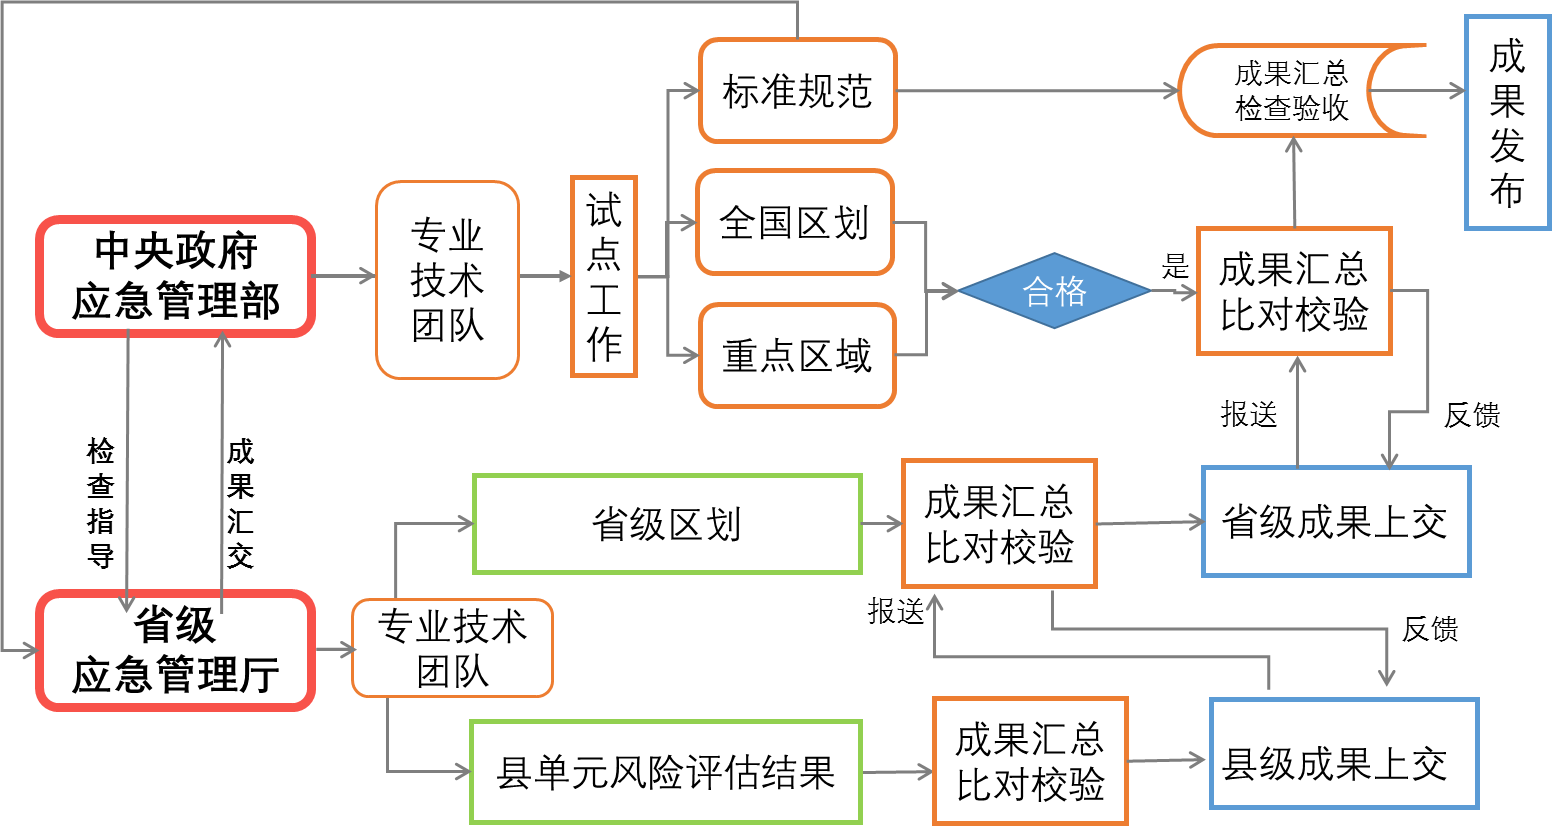 标准规范
成果汇总
检查验收
成果发布
中央政府
应急管理部
专业
技术
团队
试点工作
全国区划
重点区域
合格
是
成果汇总
比对校验
报送
反馈
检查指导
成果汇交
省级区划
成果汇总
比对校验
省级成果上交
省级
应急管理厅
专业技术
团队
报送
反馈
县单元风险评估结果
成果汇总
比对校验
县级成果上交